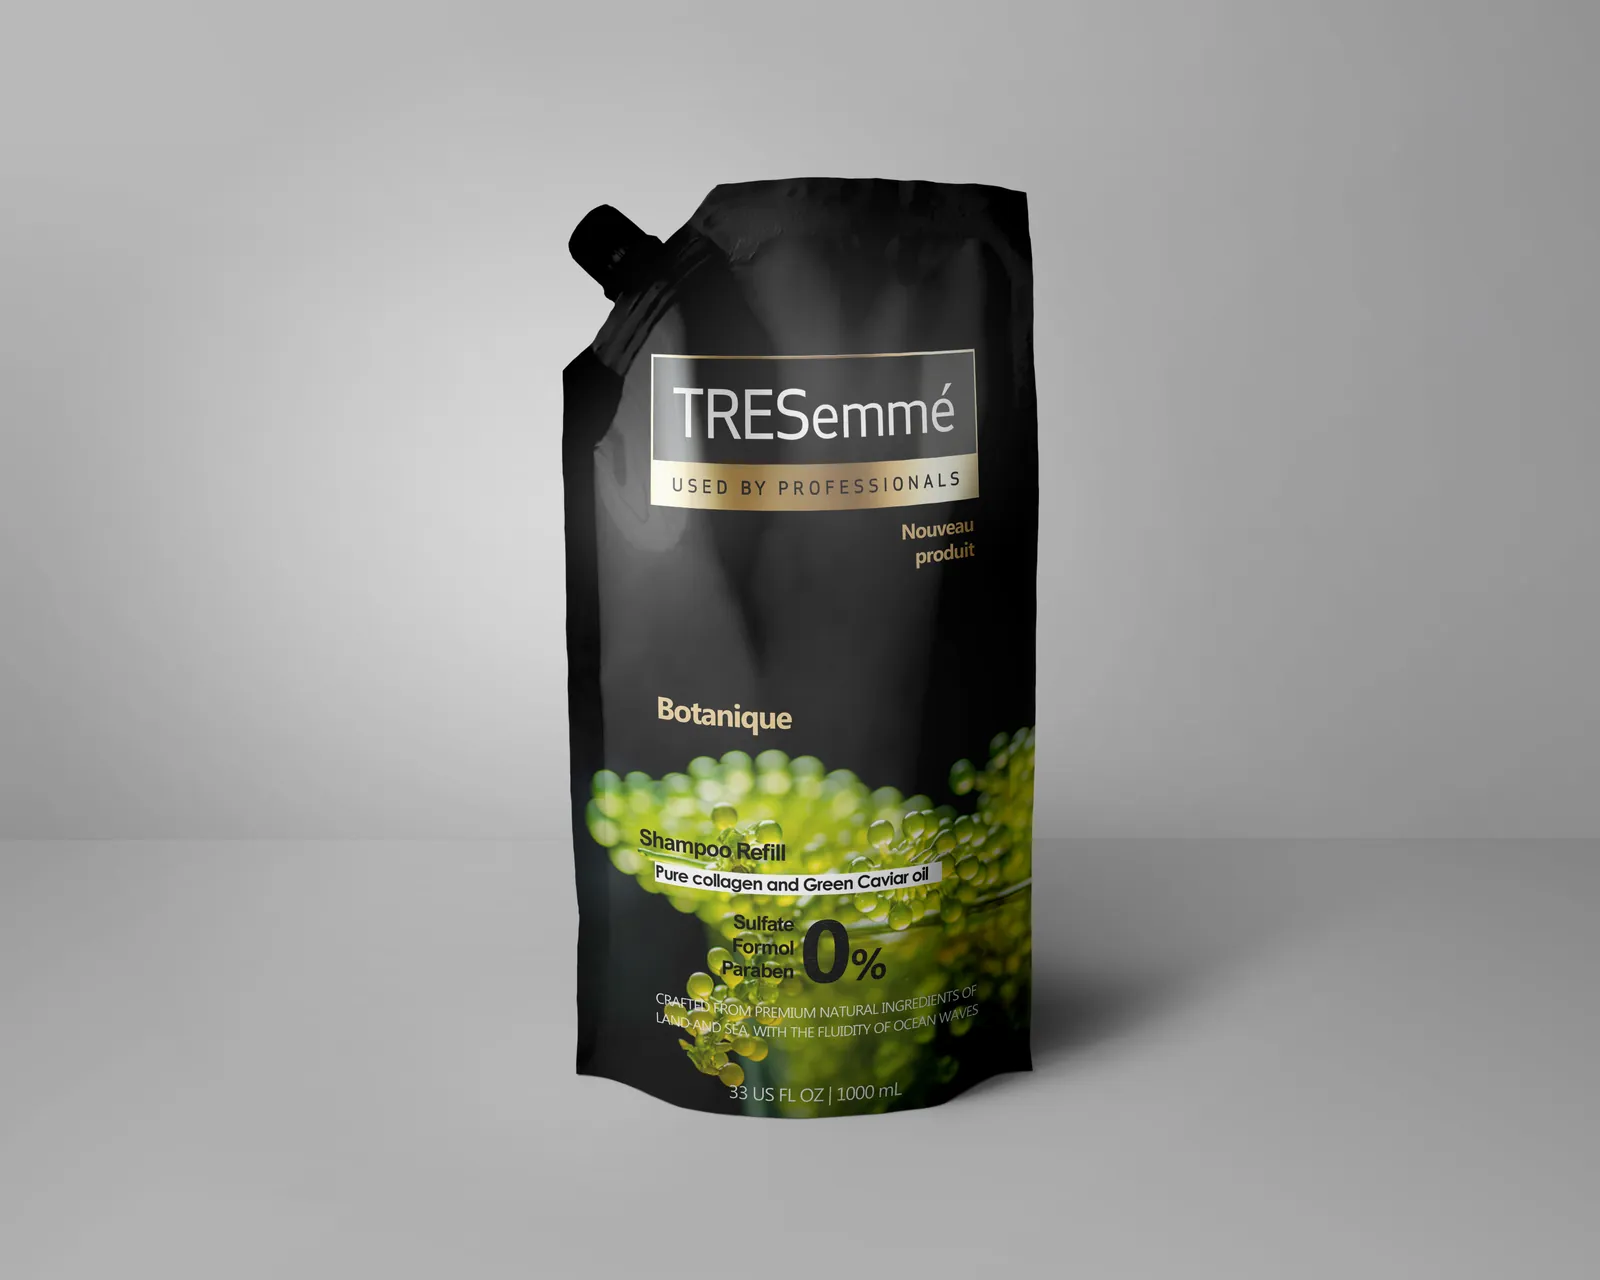 TRESemmé
USED BY PROFESSIONALS
Nouveau
produit
Botanique
Shampoo Refill
Pure collagen and Green Caviar oil
Sulfate
Formol
Paraben
0%
CRAFTED FROM PREMIUM NATURAL INGREDIENTS OF
LAND AND SEA, WITH THE FLUIDITY OF OCEAN WAVES
33 US FL OZ | 1000 mL